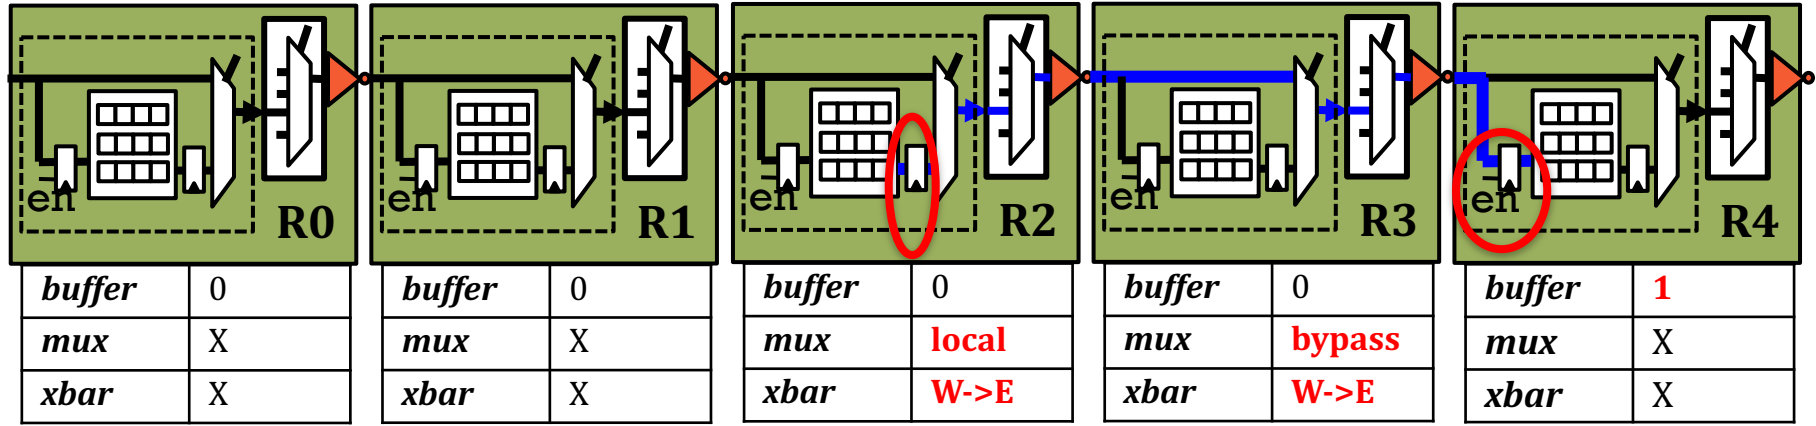 en R0
en R1
en R2
en R3
en R4
buffer 0
mux X
xbar X
buffer 0
mux X
xbar X
buffer 0
mux local
xbar W->E
buffer 0
mux bypass
xbar W->E
buffer 1
mux X
xbar X